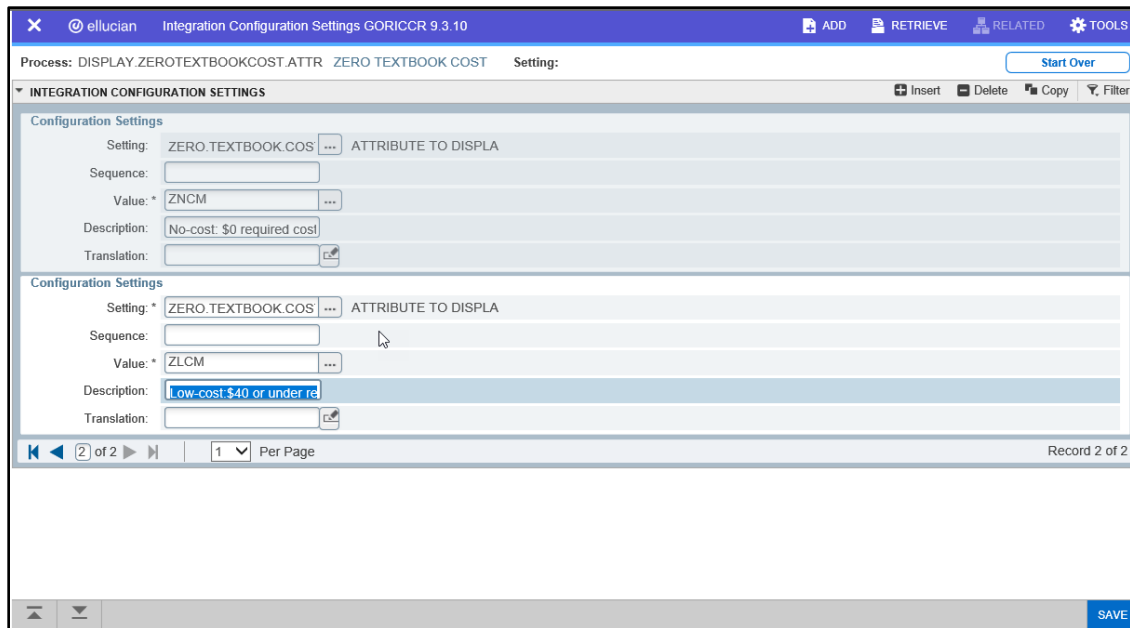 ellucian Integration Configuration Settings GORICCR 9.3.10 ADD RETRIEVE RELATED TOOLS
Process: DISPLAY.ZEROTEXTBOOKCOST.ATTR ZERO TEXTBOOK COST Setting: Start Over
INTEGRATION CONFIGURATION SETTINGS Insert Delete Copy Filter
Configuration Settings
Setting: ZERO.TEXTBOOK.COS ... ATTRIBUTE TO DISPLA
Sequence:
Value: * ZNCM ...
Description: No-cost: $0 required cost
Translation:
Configuration Settings
Setting: * ZERO.TEXTBOOK.COS ... ATTRIBUTE TO DISPLA
Sequence:
Value: * ZLCM ...
Description: Low-cost:$40 or under re
Translation:
2 of 2 1 Per Page Record 2 of 2
SAVE